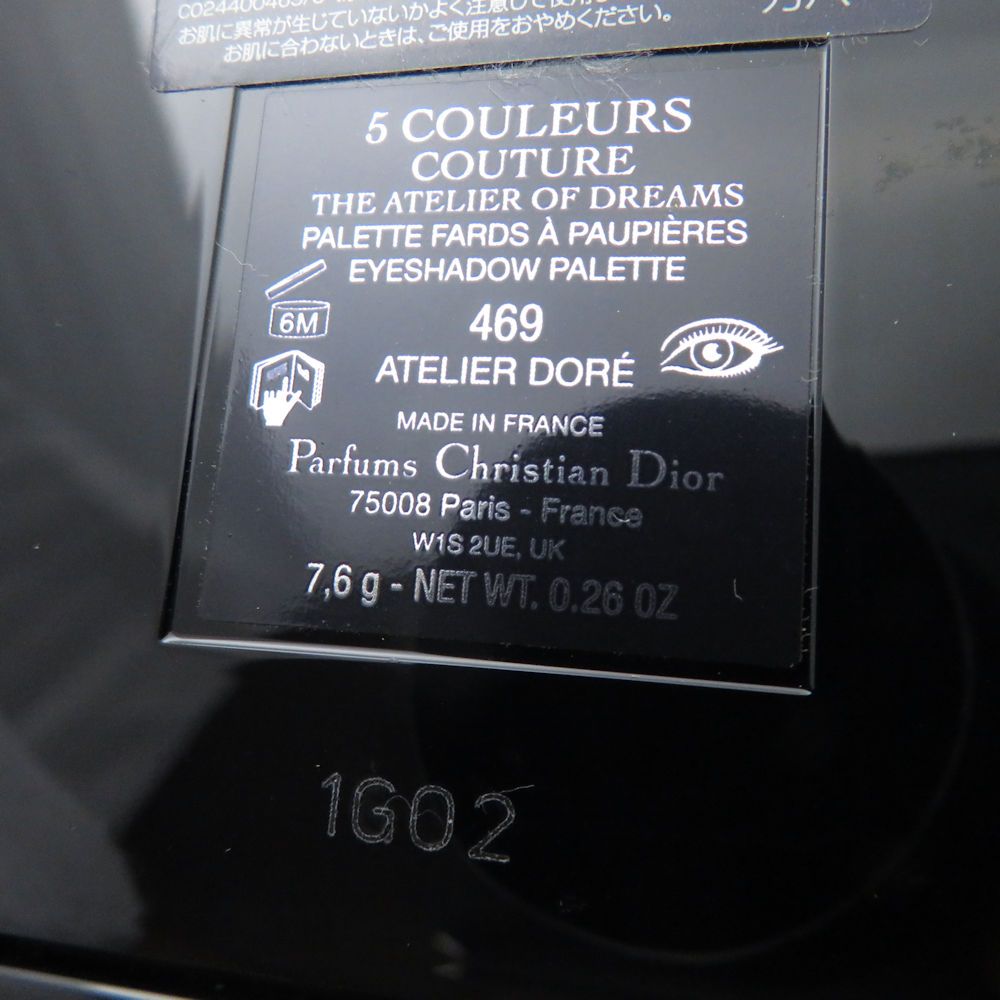 お肌に異常が生じていないかよく注意して使用
お肌に合わないときは、ご使用をおやめください。
5 COULEURS
COUTURE
THE ATELIER OF DREAMS
PALETTE FARDS À PAUPIÈRES
EYESHADOW PALETTE
6M
469
ATELIER DORÉ
MADE IN FRANCE
Parfums Christian Dior
75008 Paris - France
W1S 2UE, UK
7,6 g - NET WT. 0.26 OZ
1G02